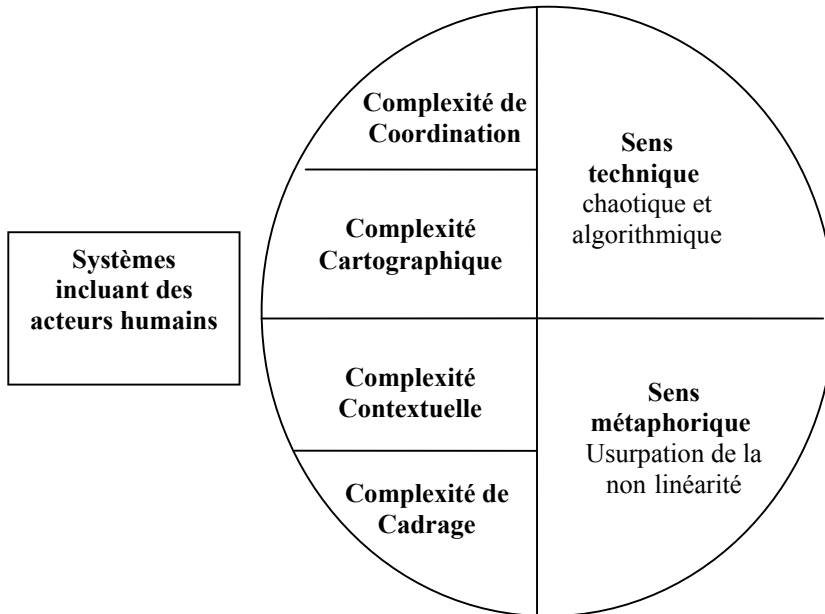 Systèmes
incluant des
acteurs humains
Complexité de
Coordination
Complexité
Cartographique
Complexité
Contextuelle
Complexité de
Cadrage
Sens
technique
chaotique et
algorithmique
Sens
métaphorique
Usurpation de la
non linéarité